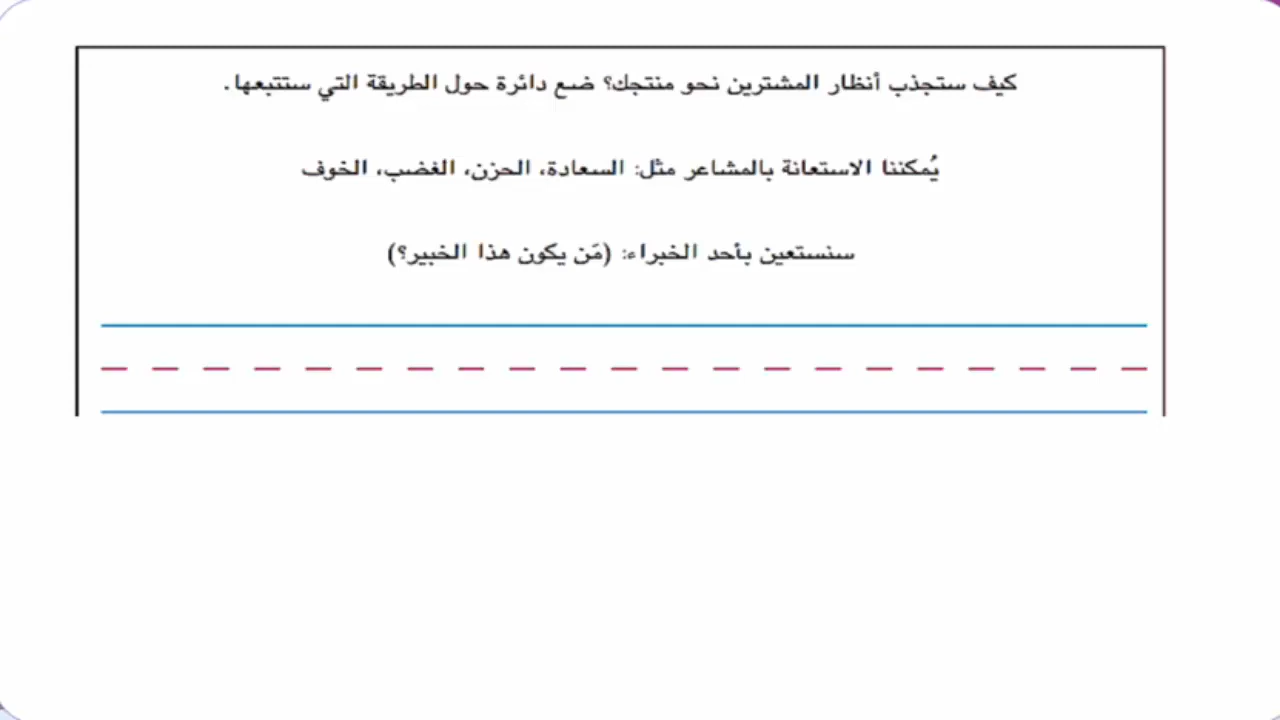 كيف ستجذب أنظار المشترين نحو منتجك؟ ضع دائرة حول الطريقة التي ستتبعها.
يُمكننا الاستعانة بالمشاعر مثل: السعادة، الحزن، الغضب، الخوف
سنستعين بأحد الخبراء: (مَن يكون هذا الخبير؟)